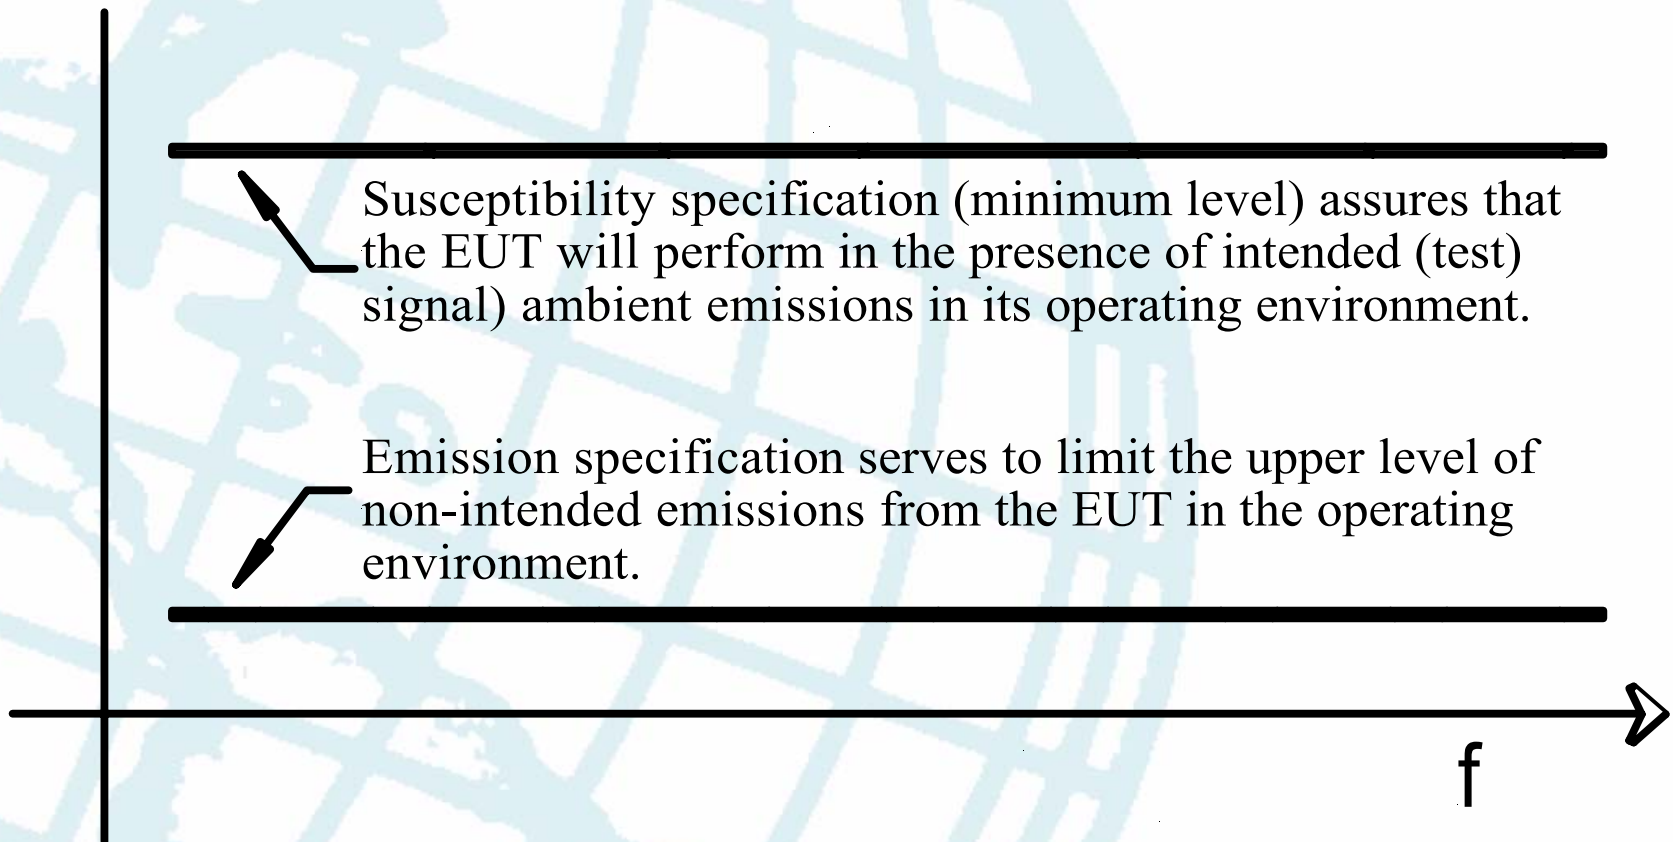 Susceptibility specification (minimum level) assures that
the EUT will perform in the presence of intended (test)
signal) ambient emissions in its operating environment.
Emission specification serves to limit the upper level of
non-intended emissions from the EUT in the operating
environment.
f